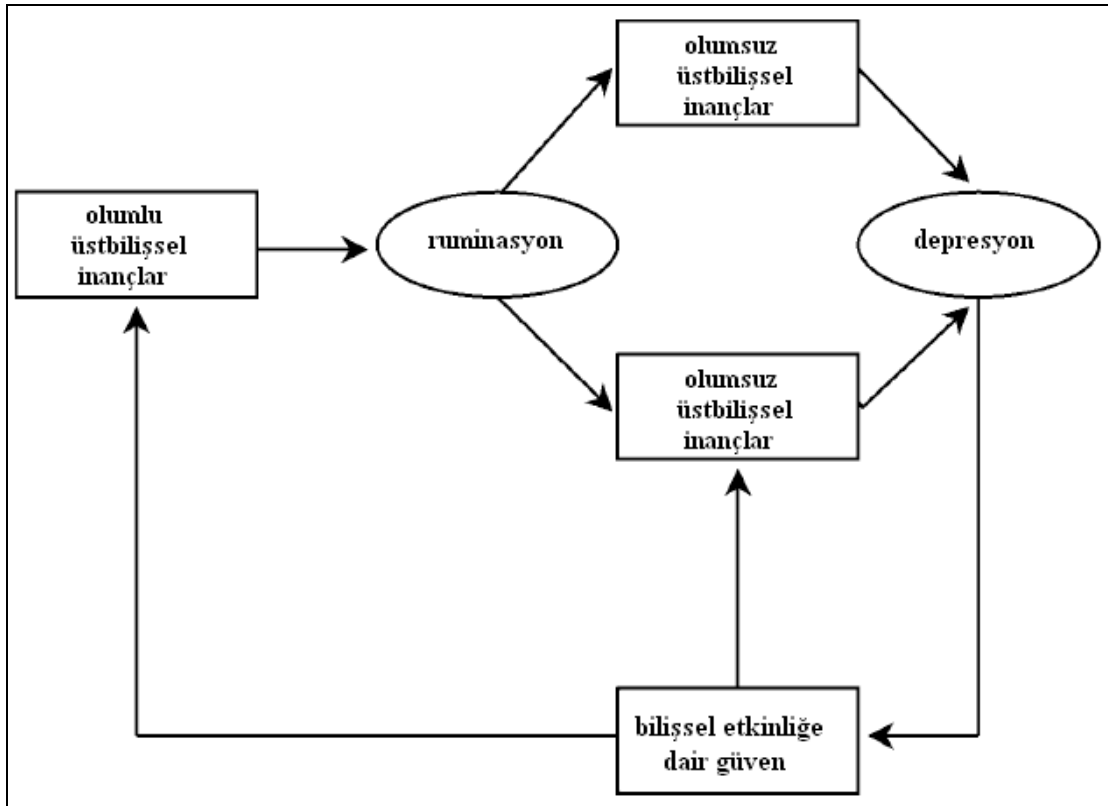 olumsuz
üstbilişsel
inançlar
olumlu
üstbilişsel
inançlar
ruminasyon
depresyon
olumsuz
üstbilişsel
inançlar
bilişsel etkinliğe
dair güven